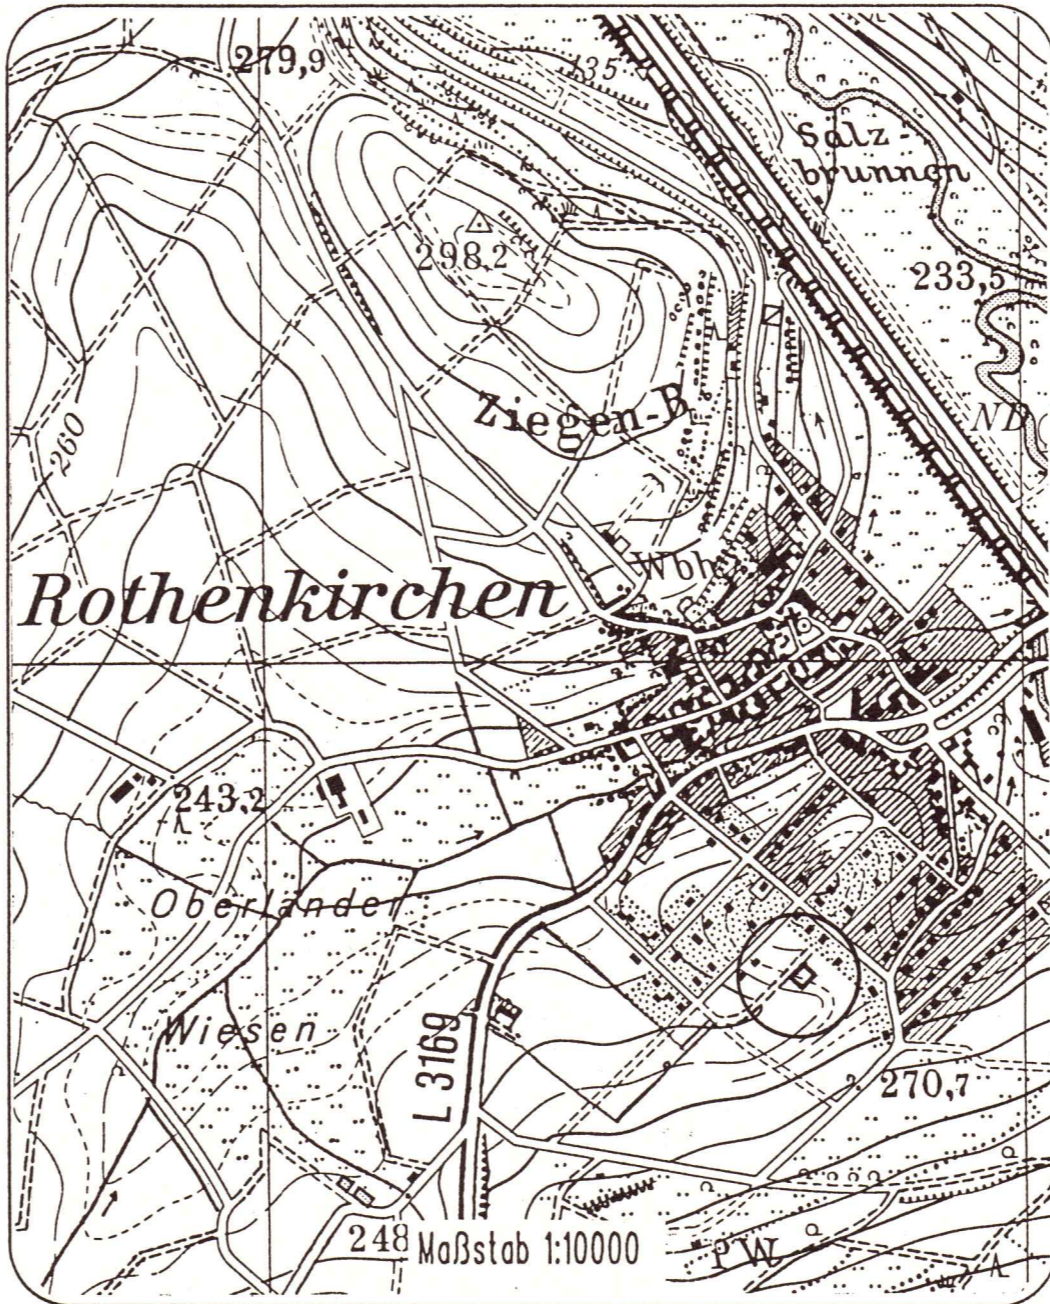 279,9
135
Salz-
brunnen
298,2
233,5
Ziegen-B
ND
260
Wbh
Rothenkirchen
243,2
Oberländer
Wiesen
L 3169
270,7
248
Maßstab 1:10000
PW